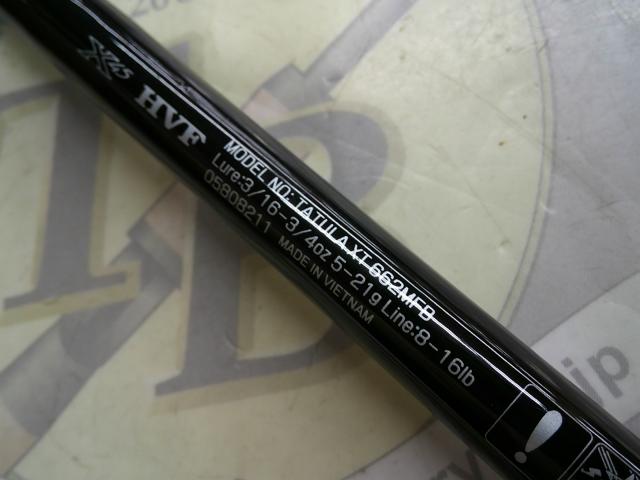 X45 HVF
MODEL NO: TATULA XT 662MFB
Lure:3/16-3/4oz 5-21g Line:8-16lb
05808211 MADE IN VIETNAM
jp